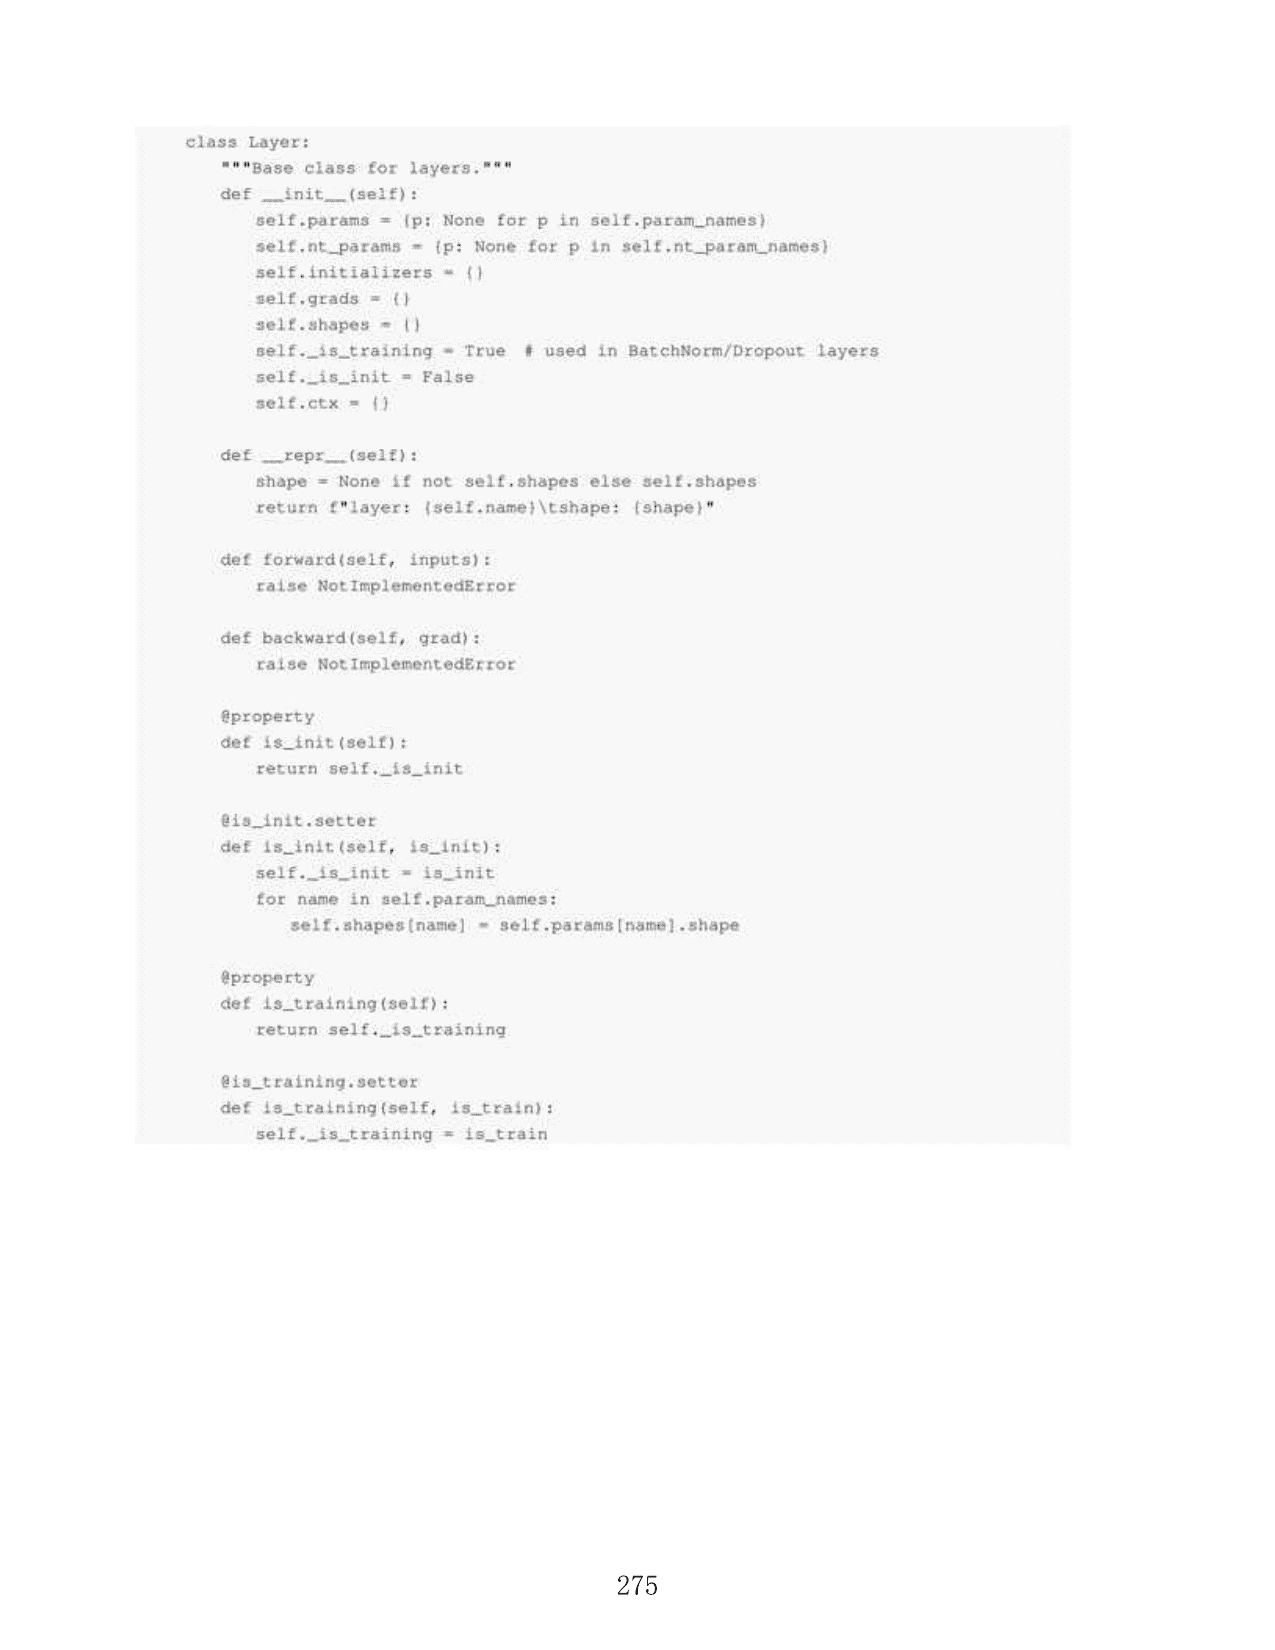 class Layer:
"""Base class for layers."""
def __init__(self):
self.params = {p: None for p in self.param_names}
self.nt_params = {p: None for p in self.nt_param_names}
self.initializers = {}
self.grads = {}
self.shapes = {}
self._is_training = True # used in BatchNorm/Dropout layers
self._is_init = False
self.ctx = {}
def __repr__(self):
shape = None if not self.shapes else self.shapes
return f"layer: {self.name}\tshape: {shape}"
def forward(self, inputs):
raise NotImplementedError
def backward(self, grad):
raise NotImplementedError
@property
def is_init(self):
return self._is_init
@is_init.setter
def is_init(self, is_init):
self._is_init = is_init
for name in self.param_names:
self.shapes[name] = self.params[name].shape
@property
def is_training(self):
return self._is_training
@is_training.setter
def is_training(self, is_train):
self._is_training = is_train
275